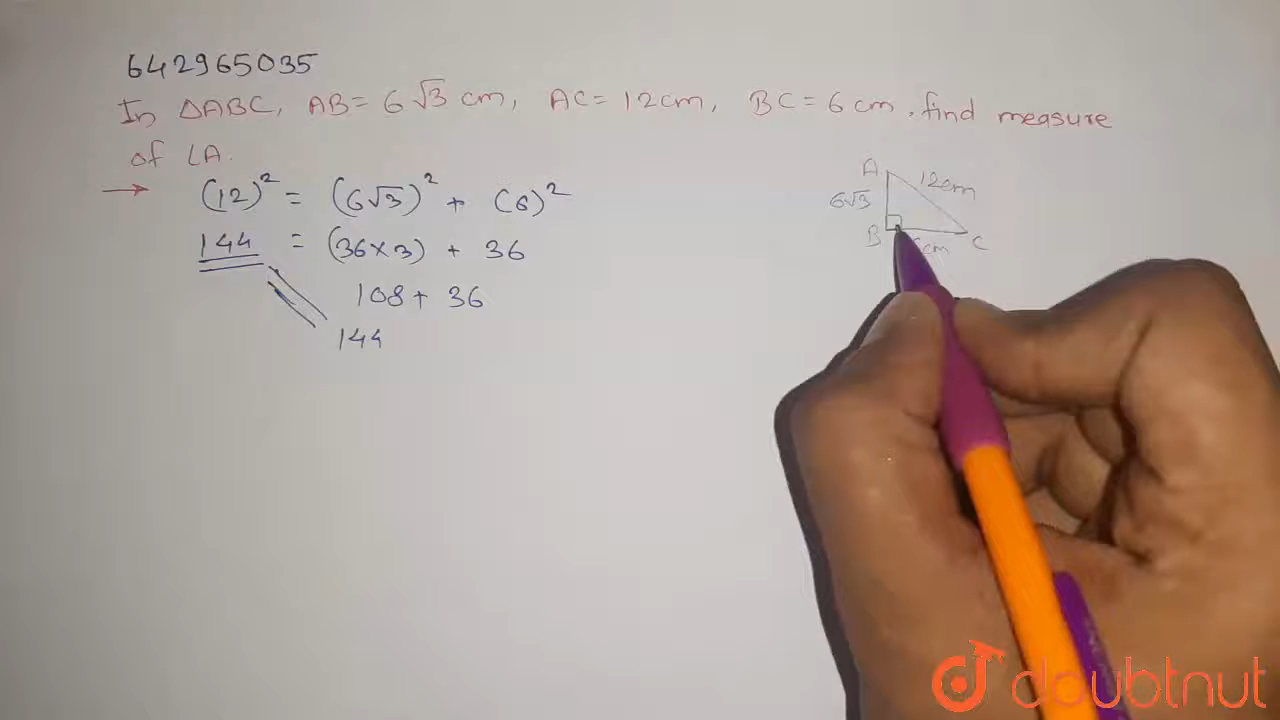 642965035
In ΔABC, AB = 6√3 cm, AC = 12cm, BC = 6 cm. find measure
of ∠A.
→ (12)² = (6√3)² + (6)²
144 = (36×3) + 36
108 + 36
144
A
12cm
6√3
B
cm
C
doubtnut